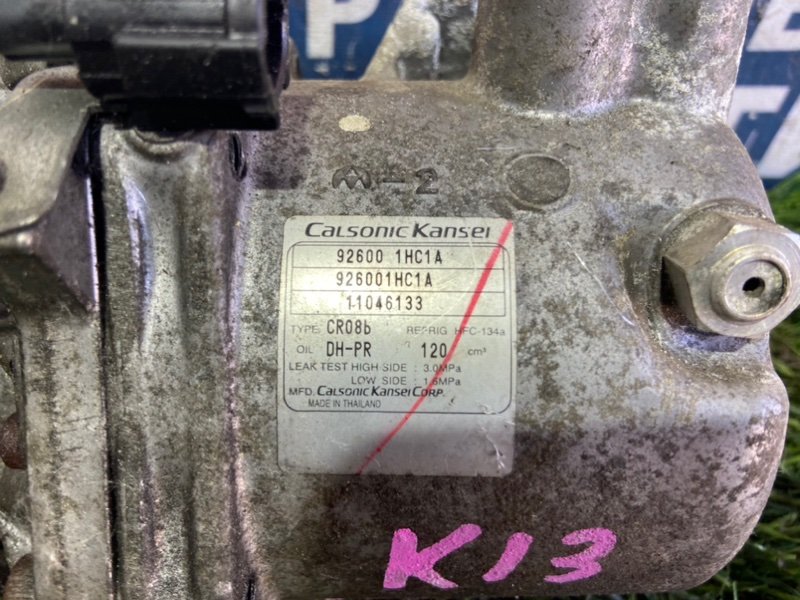 M-2
Calsonic Kansei
92600 1HC1A
926001HC1A
11046133
TYPE CR08b REFRIG HFC-134a
OIL DH-PR 120 cm³
LEAK TEST HIGH SIDE : 3.0MPa
LOW SIDE : 1.6MPa
MFD. Calsonic Kansei Corp.
MADE IN THAILAND
K13